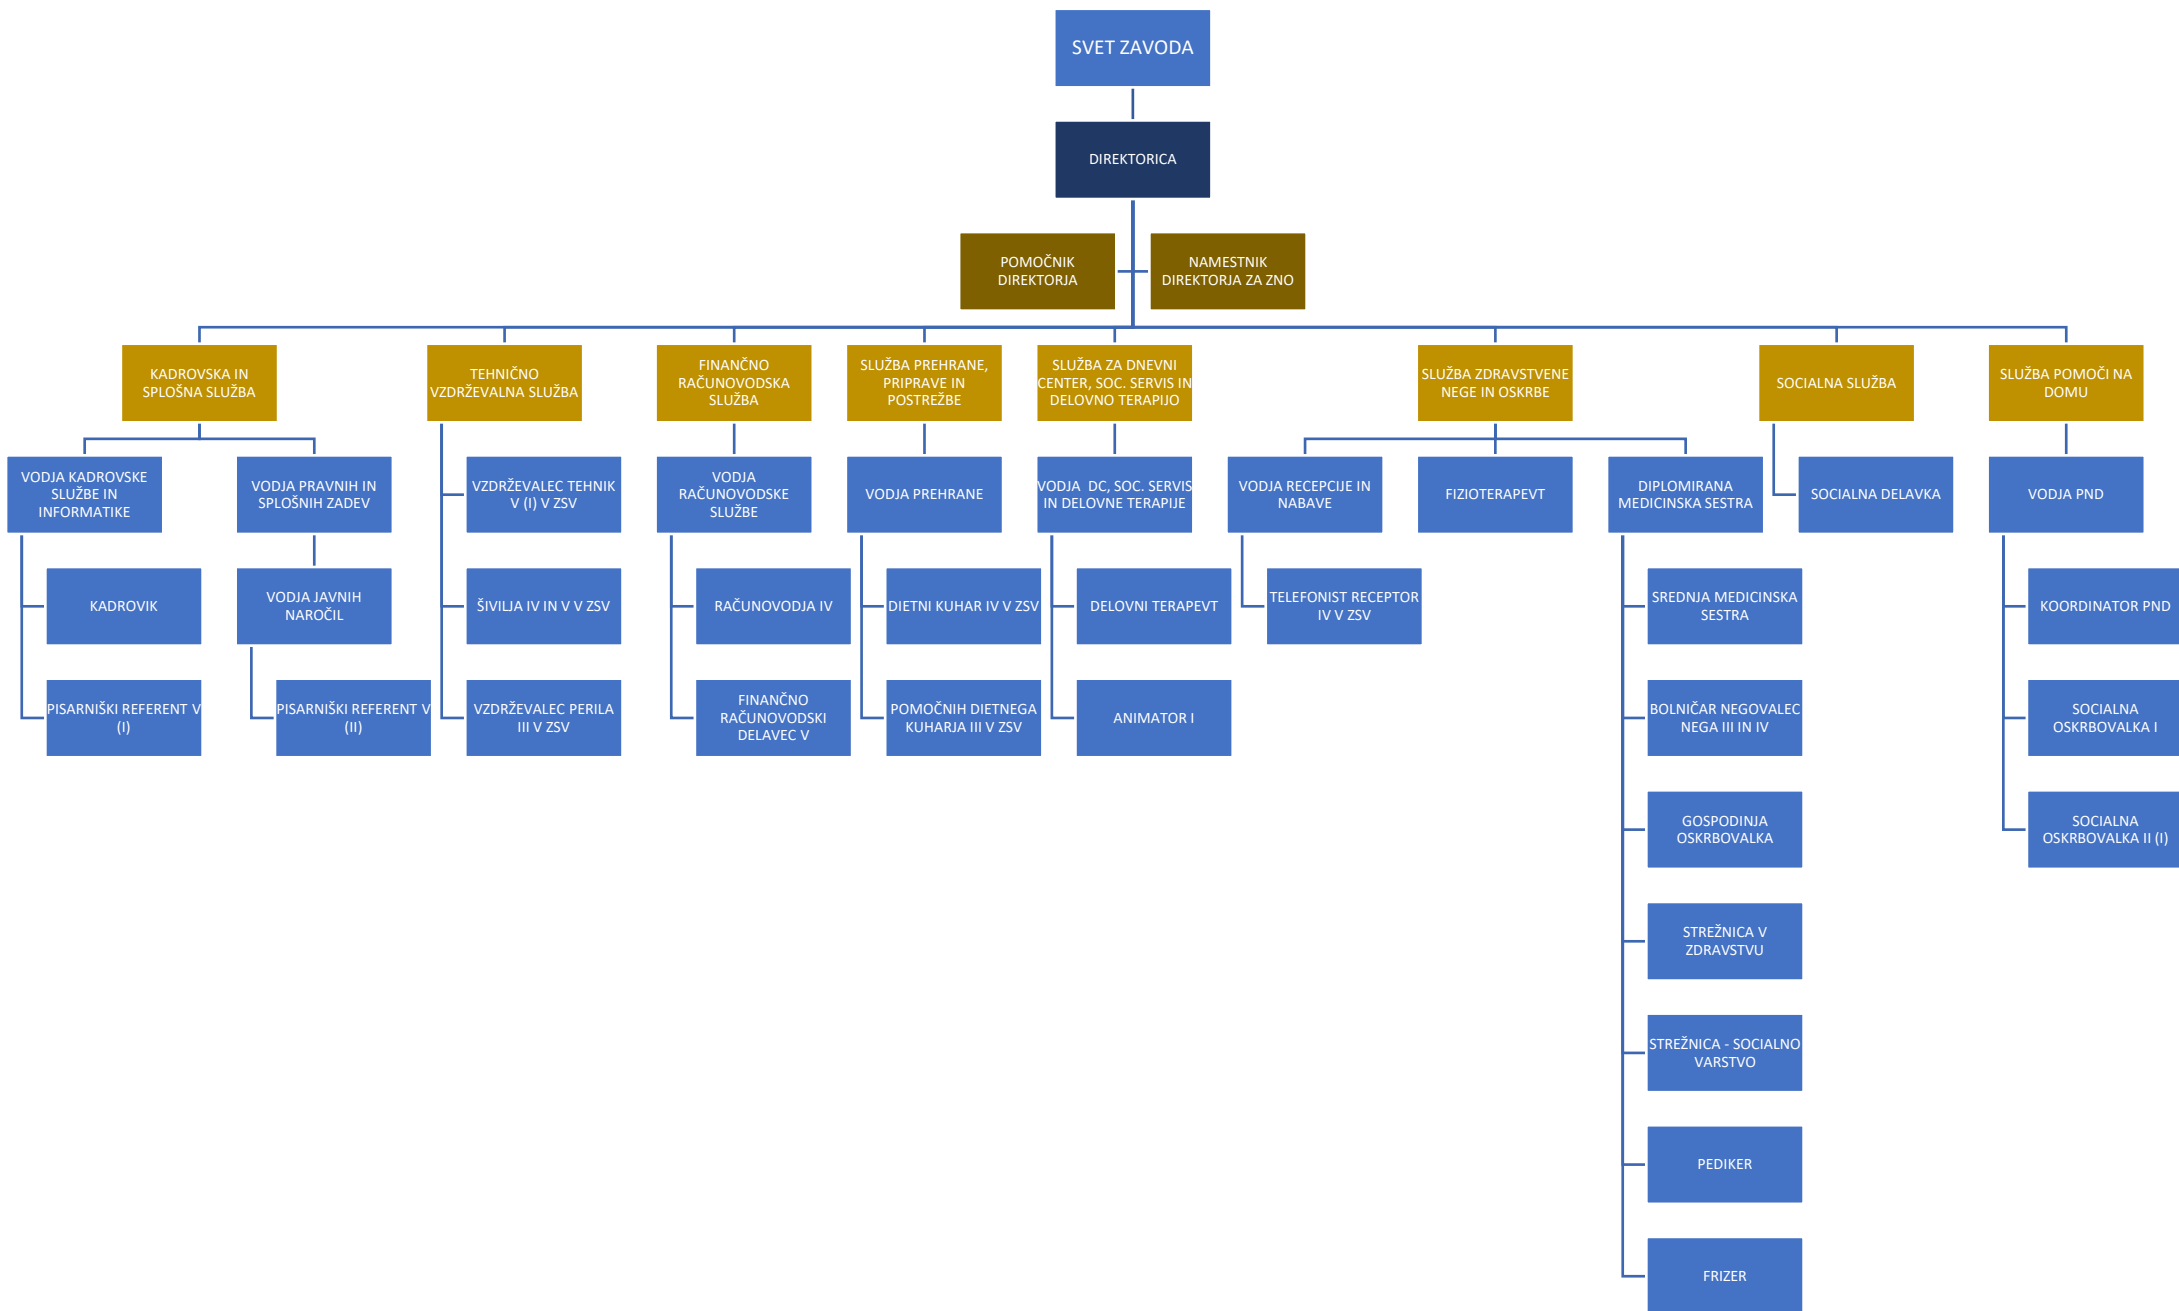 SVET ZAVODA
DIREKTORICA
POMOČNIK
DIREKTORJA
NAMESTNIK
DIREKTORJA ZA ZNO
KADROVSKA IN
SPLOŠNA SLUŽBA
TEHNIČNO
VZDRŽEVALNA SLUŽBA
FINANČNO
RAČUNOVODSKA
SLUŽBA
SLUŽBA PREHRANE,
PRIPRAVE IN
POSTREŽBE
SLUŽBA ZA DNEVNI
CENTER, SOC. SERVIS IN
DELOVNO TERAPIJO
SLUŽBA ZDRAVSTVENE
NEGE IN OSKRBE
SOCIALNA SLUŽBA
SLUŽBA POMOČI NA
DOMU
VODJA KADROVSKE
SLUŽBE IN
INFORMATIKE
VODJA PRAVNIH IN
SPLOŠNIH ZADEV
VZDRŽEVALEC TEHNIK
V (I) V ZSV
VODJA
RAČUNOVODSKE
SLUŽBE
VODJA PREHRANE
VODJA  DC, SOC. SERVIS
IN DELOVNE TERAPIJE
VODJA RECEPCIJE IN
NABAVE
FIZIOTERAPEVT
DIPLOMIRANA
MEDICINSKA SESTRA
SOCIALNA DELAVKA
VODJA PND
KADROVIK
VODJA JAVNIH
NAROČIL
ŠIVILJA IV IN V V ZSV
RAČUNOVODJA IV
DIETNI KUHAR IV V ZSV
DELOVNI TERAPEVT
TELEFONIST RECEPTOR
IV V ZSV
SREDNJA MEDICINSKA
SESTRA
KOORDINATOR PND
PISARNIŠKI REFERENT V
(I)
PISARNIŠKI REFERENT V
(II)
VZDRŽEVALEC PERILA
III V ZSV
FINANČNO
RAČUNOVODSKI
DELAVEC V
POMOČNIH DIETNEGA
KUHARJA III V ZSV
ANIMATOR I
BOLNIČAR NEGOVALEC
NEGA III IN IV
SOCIALNA
OSKRBOVALKA I
GOSPODINJA
OSKRBOVALKA
SOCIALNA
OSKRBOVALKA II (I)
STREŽNICA V
ZDRAVSTVU
STREŽNICA - SOCIALNO
VARSTVO
PEDIKER
FRIZER